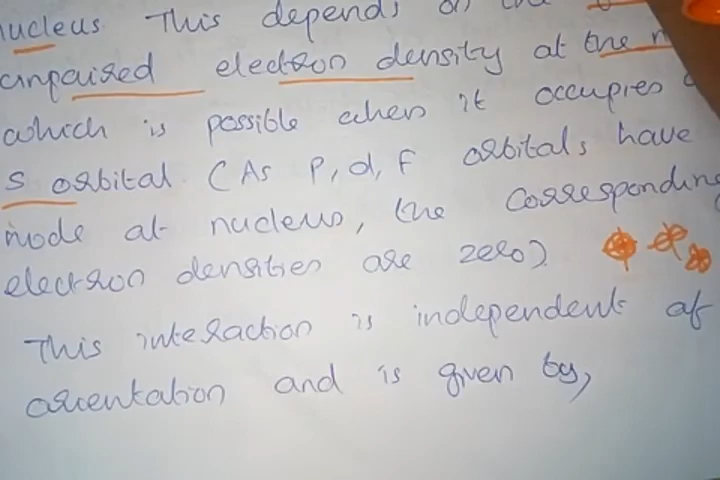 nucleus This depends on the
unpaired electron density at the
which is possible when it occupies
s orbital (As P, d, F orbitals have
node at nucleus, the corresponding
electron densities are zero)
This interaction is independent of
orientation and is given by,